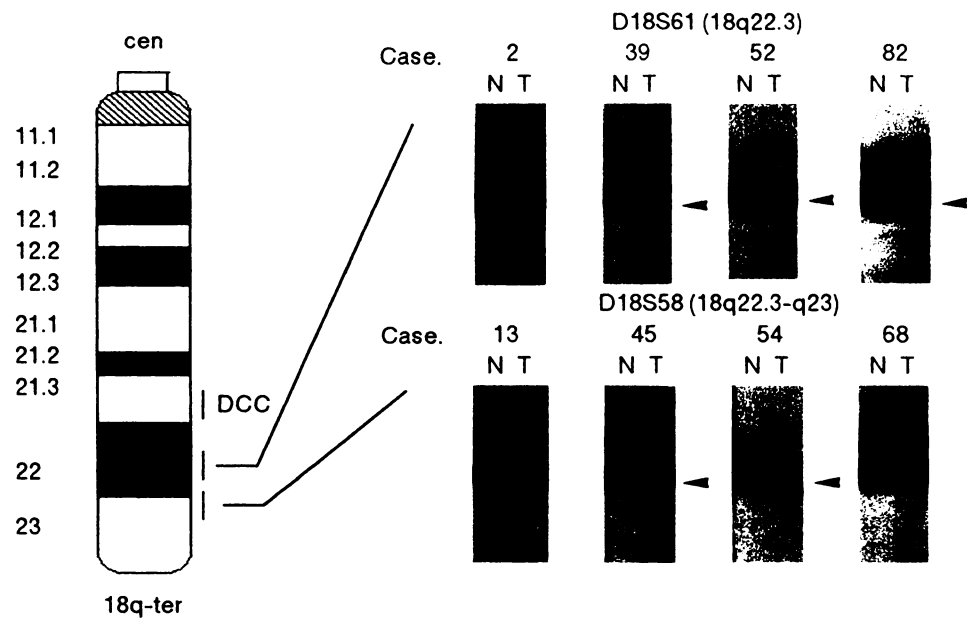 cen
11.1
11.2
12.1
12.2
12.3
21.1
21.2
21.3
22
23
DCC
18q-ter
D18S61 (18q22.3)
Case. 2 39 52 82
N T N T N T N T
D18S58 (18q22.3-q23)
Case. 13 45 54 68
N T N T N T N T